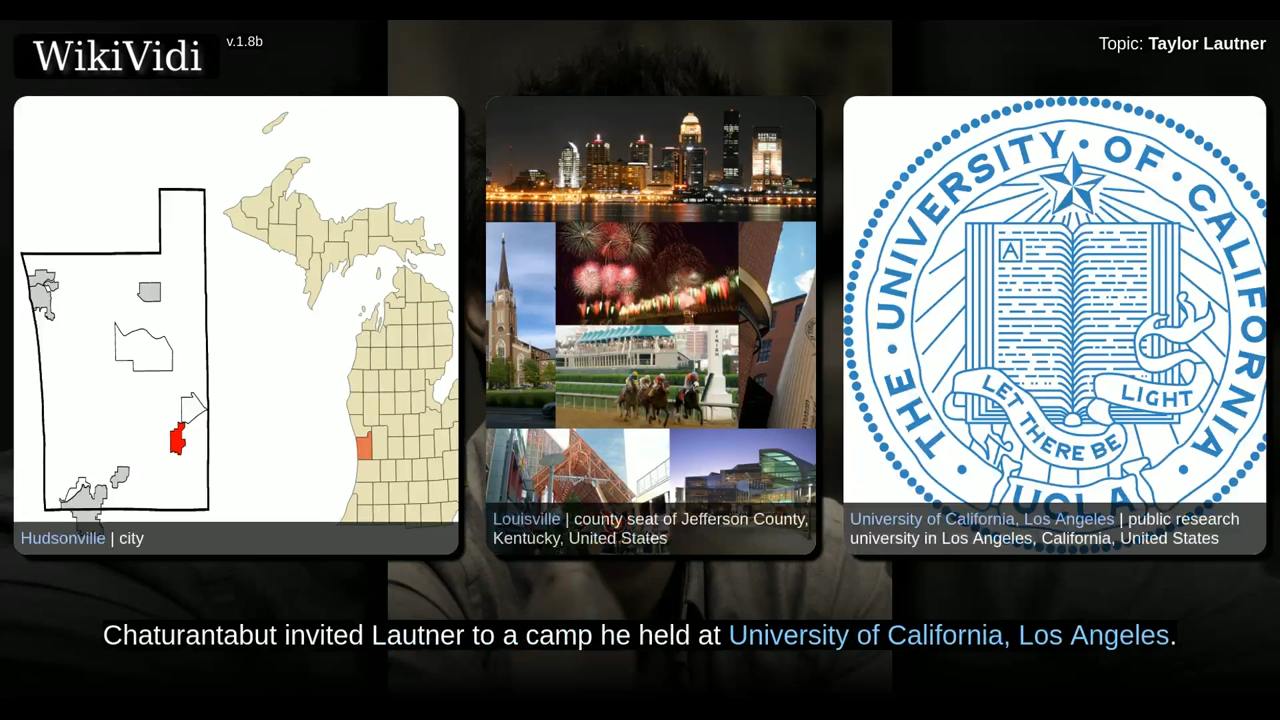 WikiVidi
v.1.8b
Topic: Taylor Lautner
Hudsonville | city
Louisville | county seat of Jefferson County,
Kentucky, United States
THE · UNIVERSITY · OF · CALIFORNIA ·
A
LET THERE BE
LIGHT
UCLA
University of California, Los Angeles | public research
university in Los Angeles, California, United States
Chaturantabut invited Lautner to a camp he held at University of California, Los Angeles.